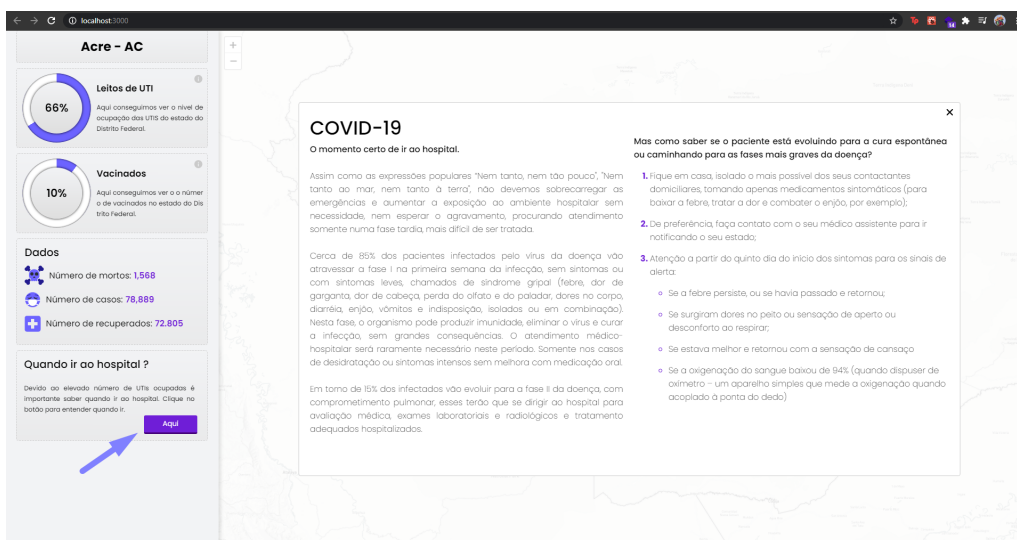 localhost:3000
Acre - AC
66%
Leitos de UTI
Aqui conseguimos ver o nivel de
ocupação das UTIS do estado do
Distrito Federal.
10%
Vacinados
Aqui conseguimos ver o o númer
o de vacinados no estado do Dis
trito Federal.
Dados
Número de mortos: 1,568
Número de casos: 78,889
Número de recuperados: 72.805
Quando ir ao hospital ?
Devido ao elevado número de UTIs ocupadas é
importante saber quando ir ao hospital. Clique no
botão para entender quando ir.
Aqui
+
−
×
COVID-19
O momento certo de ir ao hospital.
Assim como as expressões populares "Nem tanto, nem tão pouco", "Nem
tanto ao mar, nem tanto à terra", não devemos sobrecarregar as
emergências e aumentar a exposição ao ambiente hospitalar sem
necessidade, nem esperar o agravamento, procurando atendimento
somente numa fase tardia, mais difícil de ser tratada.
Cerca de 85% dos pacientes infectados pelo vírus da doença vão
atravessar a fase I na primeira semana da infecção, sem sintomas ou
com sintomas leves, chamados de síndrome gripal (febre, dor de
garganta, dor de cabeça, perda do olfato e do paladar, dores no corpo,
diarréia, enjôo, vômitos e indisposição, isolados ou em combinação).
Nesta fase, o organismo pode produzir imunidade, eliminar o vírus e curar
a infecção, sem grandes consequências. O atendimento médico-
hospitalar será raramente necessário neste período. Somente nos casos
de desidratação ou sintomas intensos sem melhora com medicação oral.
Em torno de 15% dos infectados vão evoluir para a fase II da doença, com
comprometimento pulmonar, esses terão que se dirigir ao hospital para
avaliação médica, exames laboratoriais e radiológicos e tratamento
adequados hospitalizados.
Mas como saber se o paciente está evoluindo para a cura espontânea
ou caminhando para as fases mais graves da doença?
1. Fique em casa, isolado o mais possível dos seus contactantes
domiciliares, tomando apenas medicamentos sintomáticos (para
baixar a febre, tratar a dor e combater o enjôo, por exemplo);
2. De preferência, faça contato com o seu médico assistente para ir
notificando o seu estado;
3. Atenção a partir do quinto dia do início dos sintomas para os sinais de
alerta:
Se a febre persiste, ou se havia passado e retornou;
Se surgiram dores no peito ou sensação de aperto ou
desconforto ao respirar;
Se estava melhor e retornou com a sensação de cansaço
Se a oxigenação do sangue baixou de 94% (quando dispuser de
oxímetro – um aparelho simples que mede a oxigenação quando
acoplado à ponta do dedo)